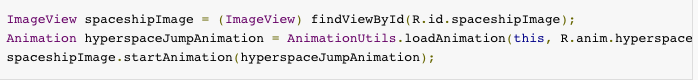 ImageView spaceshipImage = (ImageView) findViewById(R.id.spaceshipImage);
Animation hyperspaceJumpAnimation = AnimationUtils.loadAnimation(this, R.anim.hyperspace
spaceshipImage.startAnimation(hyperspaceJumpAnimation);